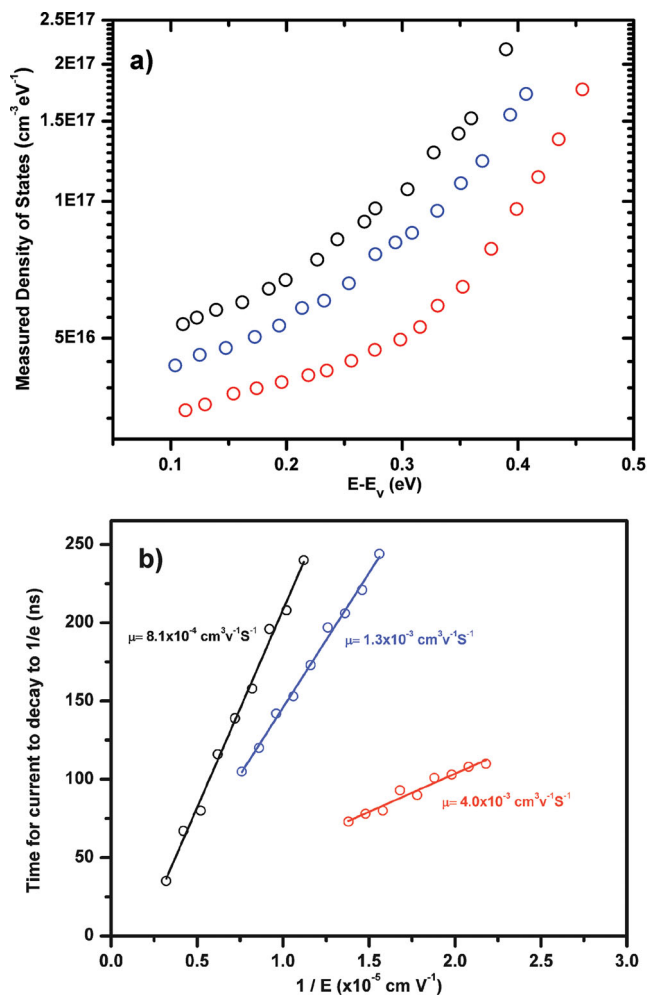 a)
2.5E17
2E17
1.5E17
1E17
5E16
Measured Density of States (cm⁻³ eV⁻¹)
0.1 0.2 0.3 0.4 0.5
E-Eᵥ (eV)
b)
250
200
150
100
50
0
Time for current to decay to 1/e (ns)
μ= 8.1x10⁻⁴ cm³v⁻¹S⁻¹
μ= 1.3x10⁻³ cm³v⁻¹S⁻¹
μ= 4.0x10⁻³ cm³v⁻¹S⁻¹
0.0 0.5 1.0 1.5 2.0 2.5 3.0
1 / E (x10⁻⁵ cm V⁻¹)